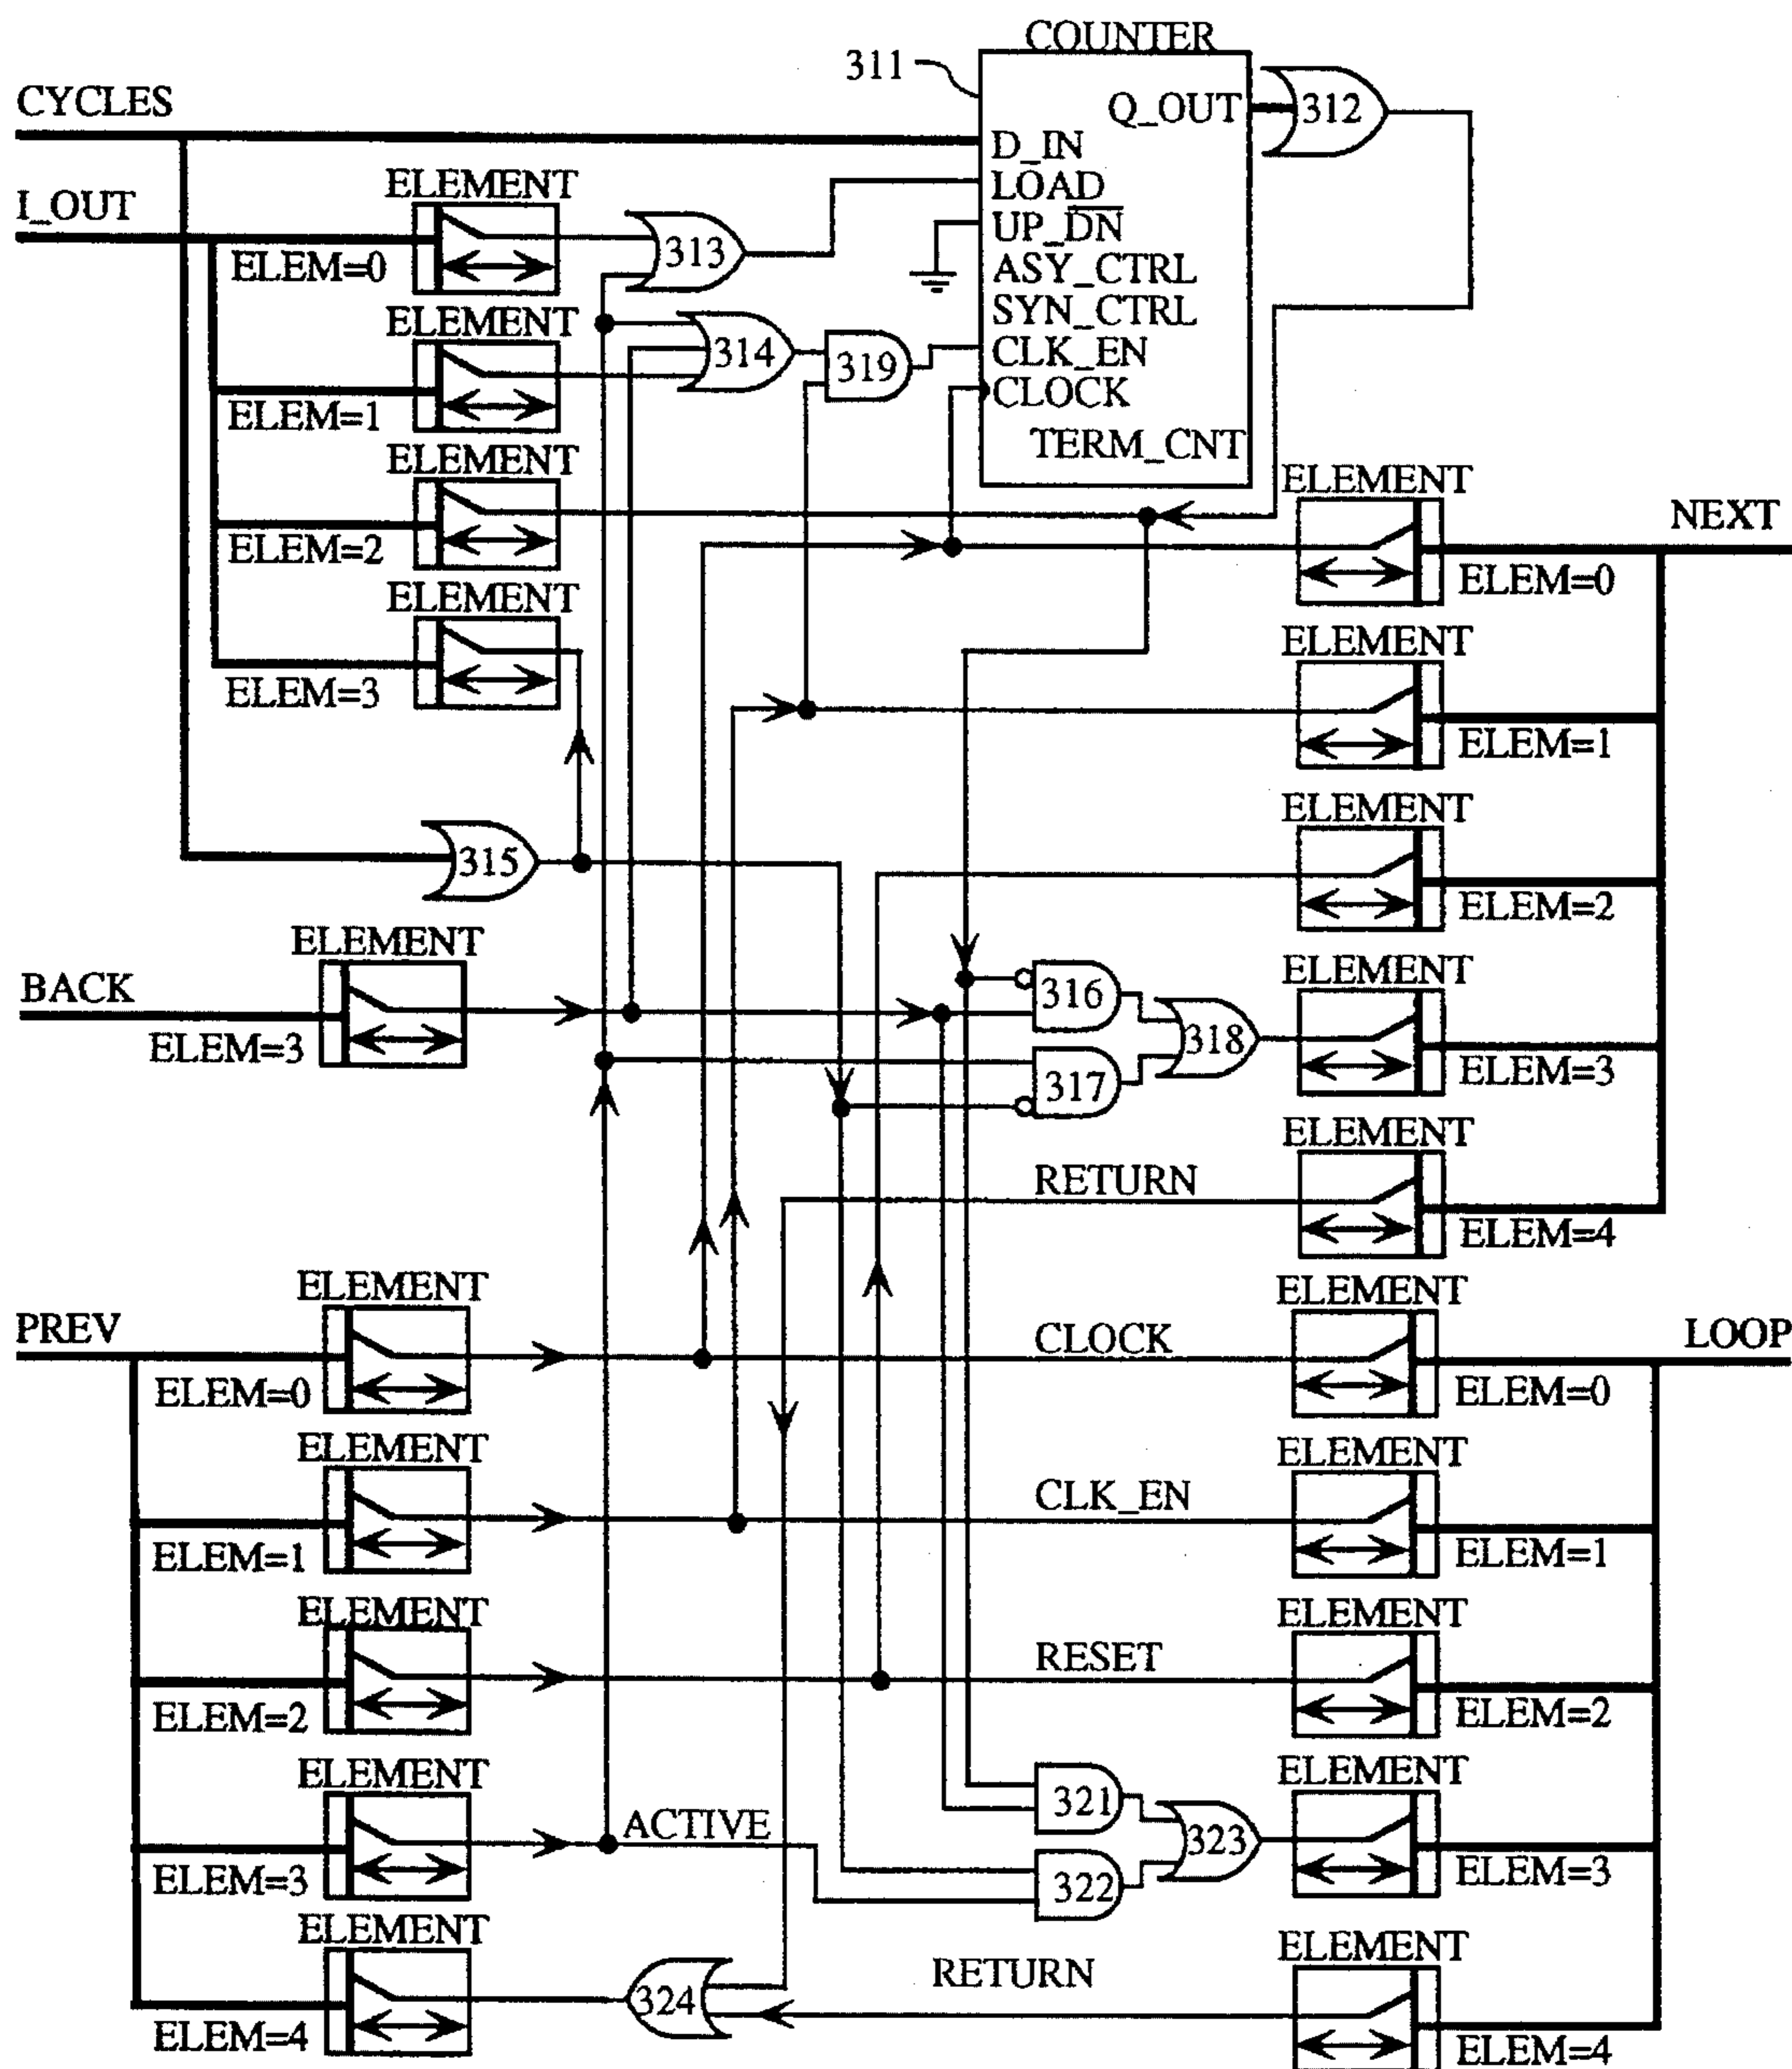 COUNTER
311
Q_OUT
312
CYCLES
D_IN
ELEMENT
LOAD
I_OUT
313
UP_DN
ELEM=0
ASY_CTRL
ELEMENT
SYN_CTRL
314
319
CLK_EN
CLOCK
ELEM=1
TERM_CNT
ELEMENT
ELEMENT
NEXT
ELEM=2
ELEM=0
ELEMENT
ELEMENT
ELEM=3
ELEM=1
ELEMENT
315
ELEM=2
ELEMENT
ELEMENT
BACK
316
ELEM=3
318
ELEM=3
317
ELEMENT
RETURN
ELEM=4
ELEMENT
ELEMENT
PREV
CLOCK
LOOP
ELEM=0
ELEM=0
ELEMENT
ELEMENT
CLK_EN
ELEM=1
ELEM=1
ELEMENT
ELEMENT
RESET
ELEM=2
ELEM=2
ELEMENT
ELEMENT
321
ACTIVE
323
ELEM=3
322
ELEM=3
ELEMENT
ELEMENT
RETURN
324
ELEM=4
ELEM=4